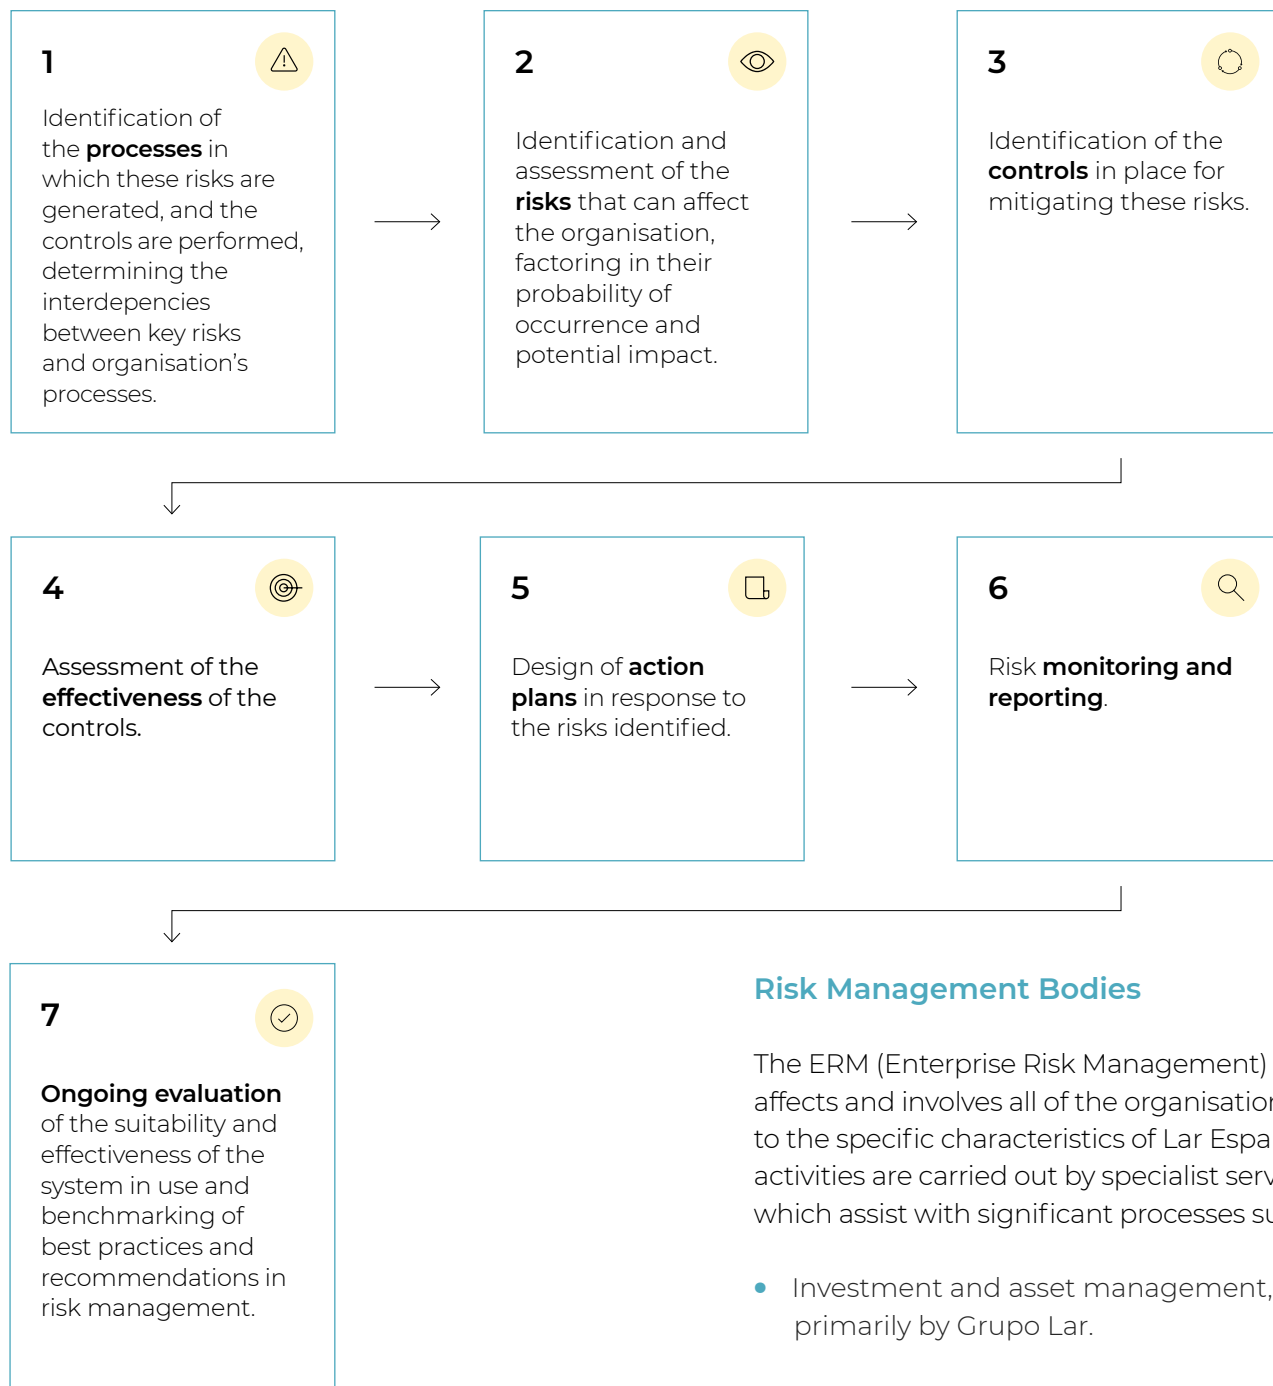 1
Identification of
the processes in
which these risks are
generated, and the
controls are performed,
determining the
interdepencies
between key risks
and organisation’s
processes.
2
Identification and
assessment of the
risks that can affect
the organisation,
factoring in their
probability of
occurrence and
potential impact.
3
Identification of the
controls in place for
mitigating these risks.
4
Assessment of the
effectiveness of the
controls.
5
Design of action
plans in response to
the risks identified.
6
Risk monitoring and
reporting.
7
Ongoing evaluation
of the suitability and
effectiveness of the
system in use and
benchmarking of
best practices and
recommendations in
risk management.
Risk Management Bodies
The ERM (Enterprise Risk Management)
affects and involves all of the organisation
to the specific characteristics of Lar Espa
activities are carried out by specialist serv
which assist with significant processes su
• Investment and asset management,
primarily by Grupo Lar.